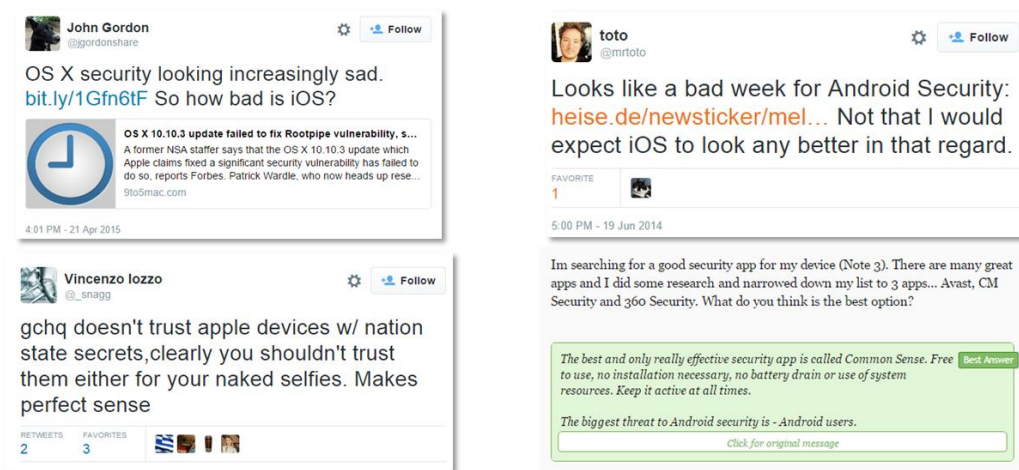 John Gordon
@jgordonshare
Follow
OS X security looking increasingly sad.
bit.ly/1Gfn6tF So how bad is iOS?
OS X 10.10.3 update failed to fix Rootpipe vulnerability, s...
A former NSA staffer says that the OS X 10.10.3 update which
Apple claims fixed a significant security vulnerability has failed to
do so, reports Forbes. Patrick Wardle, who now heads up rese...
9to5mac.com
4:01 PM - 21 Apr 2015
Vincenzo Iozzo
@_snagg
Follow
gchq doesn't trust apple devices w/ nation
state secrets,clearly you shouldn't trust
them either for your naked selfies. Makes
perfect sense
RETWEETS FAVORITES
2 3
toto
@mrtoto
Follow
Looks like a bad week for Android Security:
heise.de/newsticker/mel... Not that I would
expect iOS to look any better in that regard.
FAVORITE
1
5:00 PM - 19 Jun 2014
Im searching for a good security app for my device (Note 3). There are many great
apps and I did some research and narrowed down my list to 3 apps... Avast, CM
Security and 360 Security. What do you think is the best option?
The best and only really effective security app is called Common Sense. Free
Best Answer
to use, no installation necessary, no battery drain or use of system
resources. Keep it active at all times.
The biggest threat to Android security is - Android users.
Click for original message